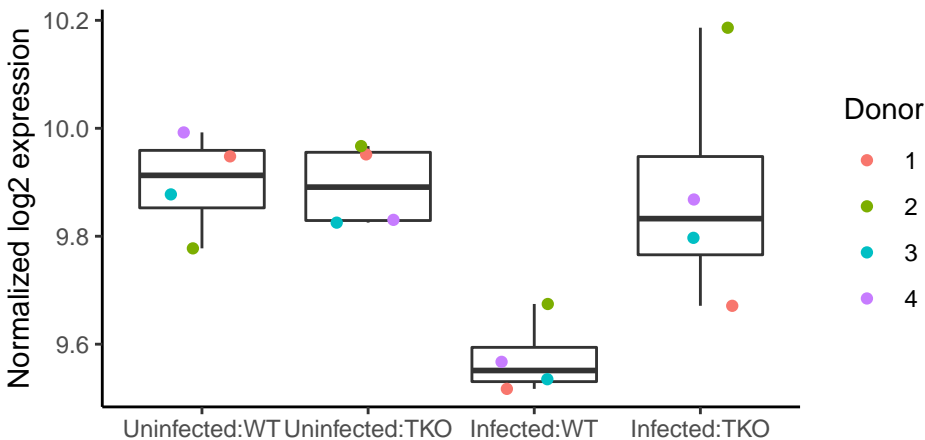 Normalized log2 expression
10.2
10.0
9.8
9.6
Uninfected:WT Uninfected:TKO Infected:WT Infected:TKO
Donor
1
2
3
4